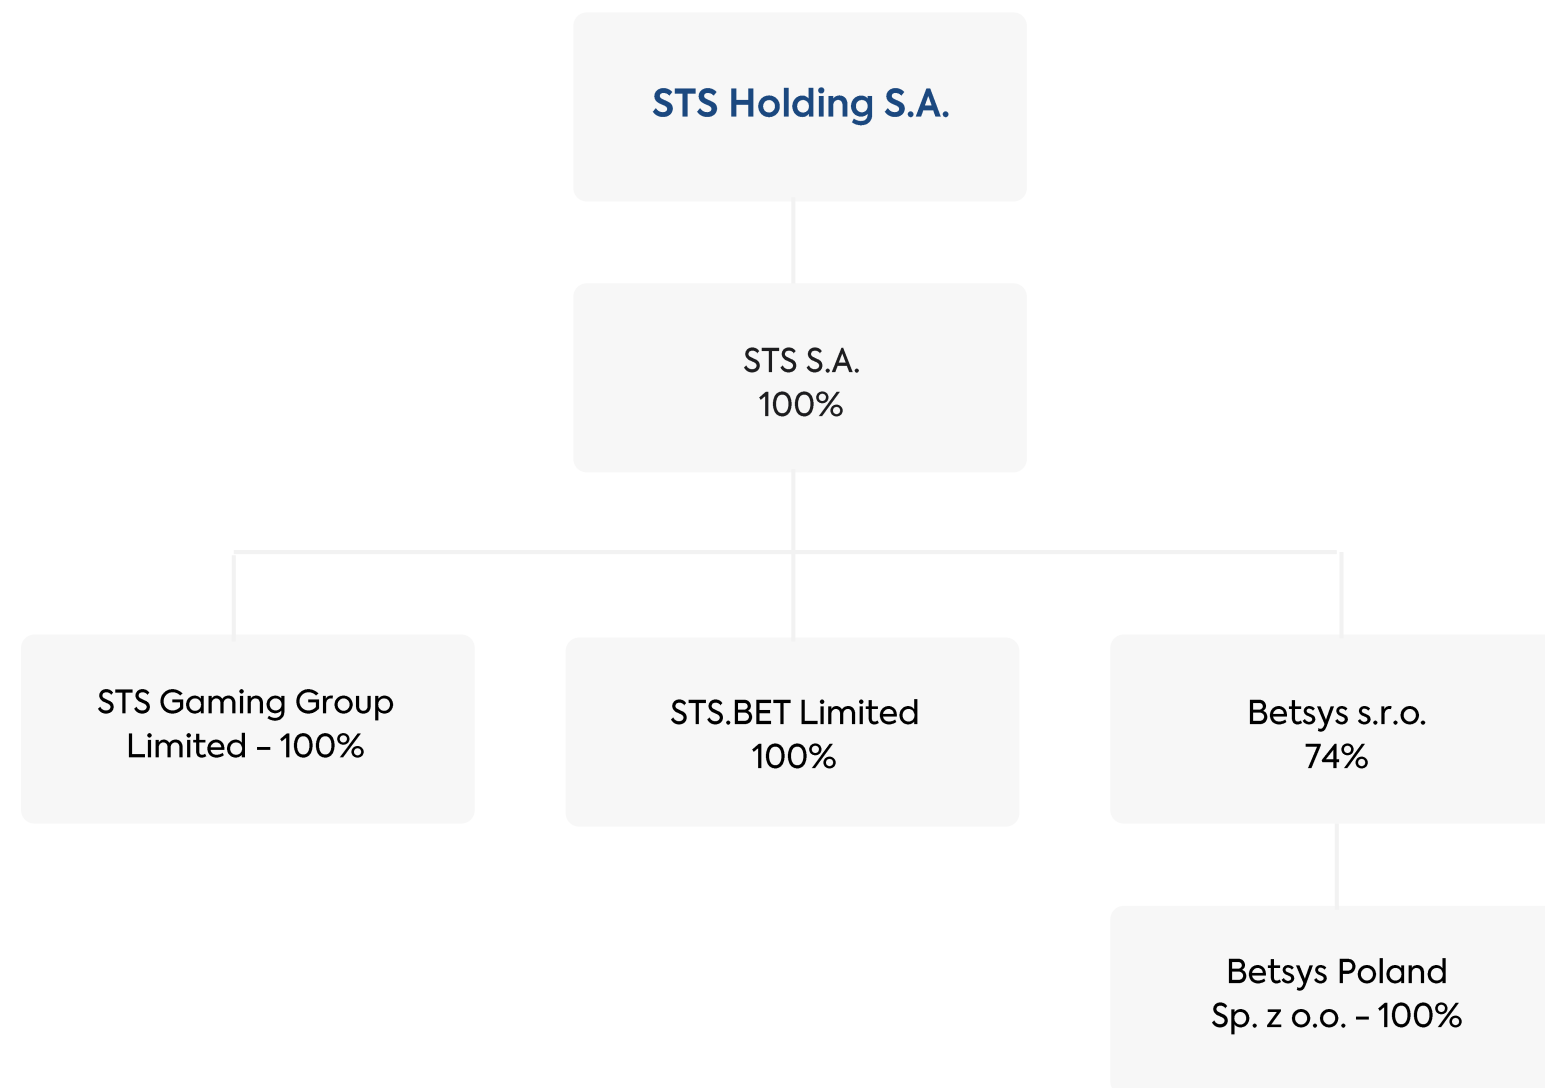 STS Holding S.A.
STS S.A.
100%
STS Gaming Group
Limited - 100%
STS.BET Limited
100%
Betsys s.r.o.
74%
Betsys Poland
Sp. z o.o. - 100%